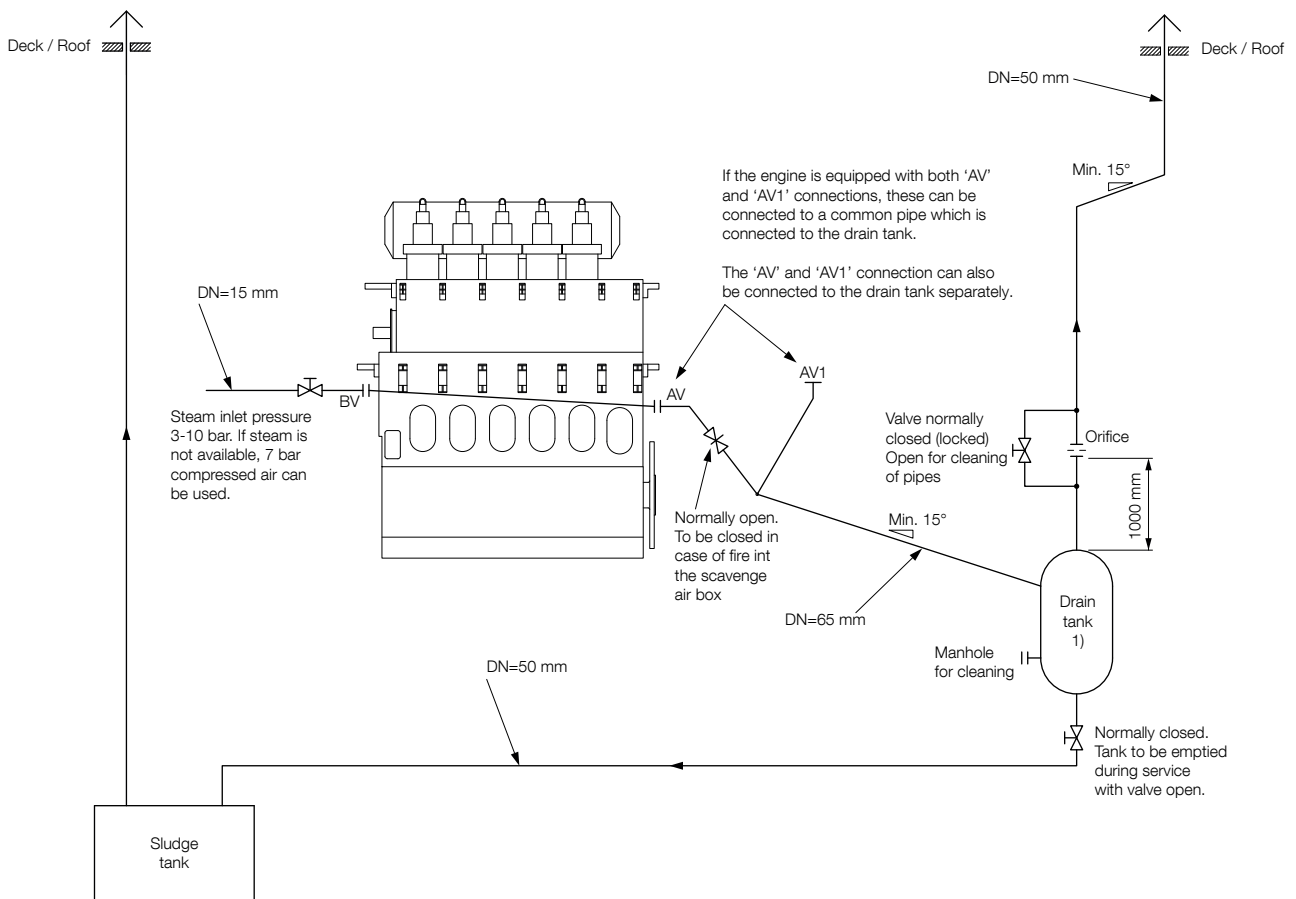 Deck / Roof
Deck / Roof
DN=50 mm
If the engine is equipped with both ‘AV’
and ‘AV1’ connections, these can be
connected to a common pipe which is
connected to the drain tank.
Min. 15°
The ‘AV’ and ‘AV1’ connection can also
be connected to the drain tank separately.
DN=15 mm
AV1
AV
BV
Steam inlet pressure
3-10 bar. If steam is
not available, 7 bar
compressed air can
be used.
Valve normally
closed (locked)
Open for cleaning
of pipes
Orifice
1000 mm
Normally open.
To be closed in
case of fire int
the scavenge
air box
Min. 15°
DN=65 mm
Drain
tank
1)
Manhole
for cleaning
DN=50 mm
Normally closed.
Tank to be emptied
during service
with valve open.
Sludge
tank